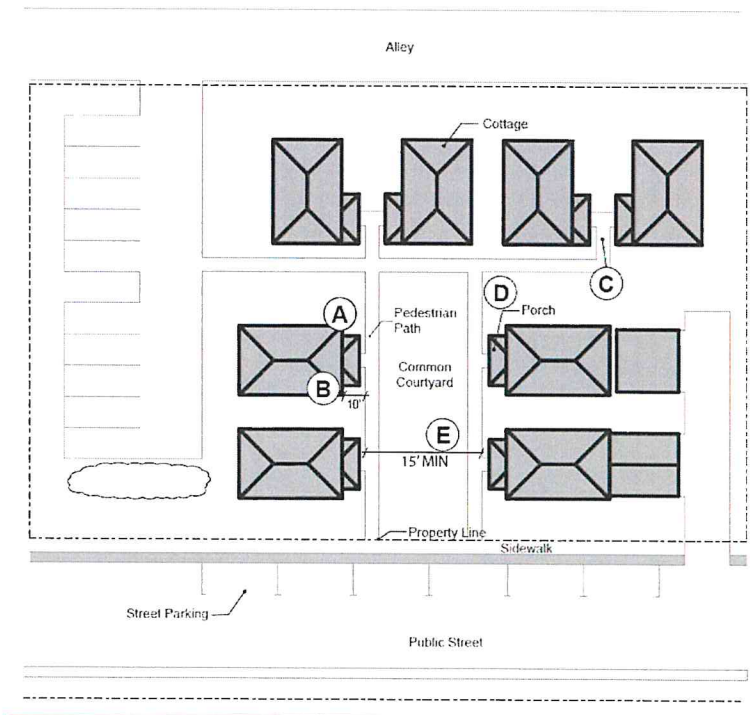 Alley
Cottage
C
D
A
Porch
Pedestrian
Path
Common
Courtyard
B
10'
E
15' MIN
Property Line
Sidewalk
Street Parking
Public Street